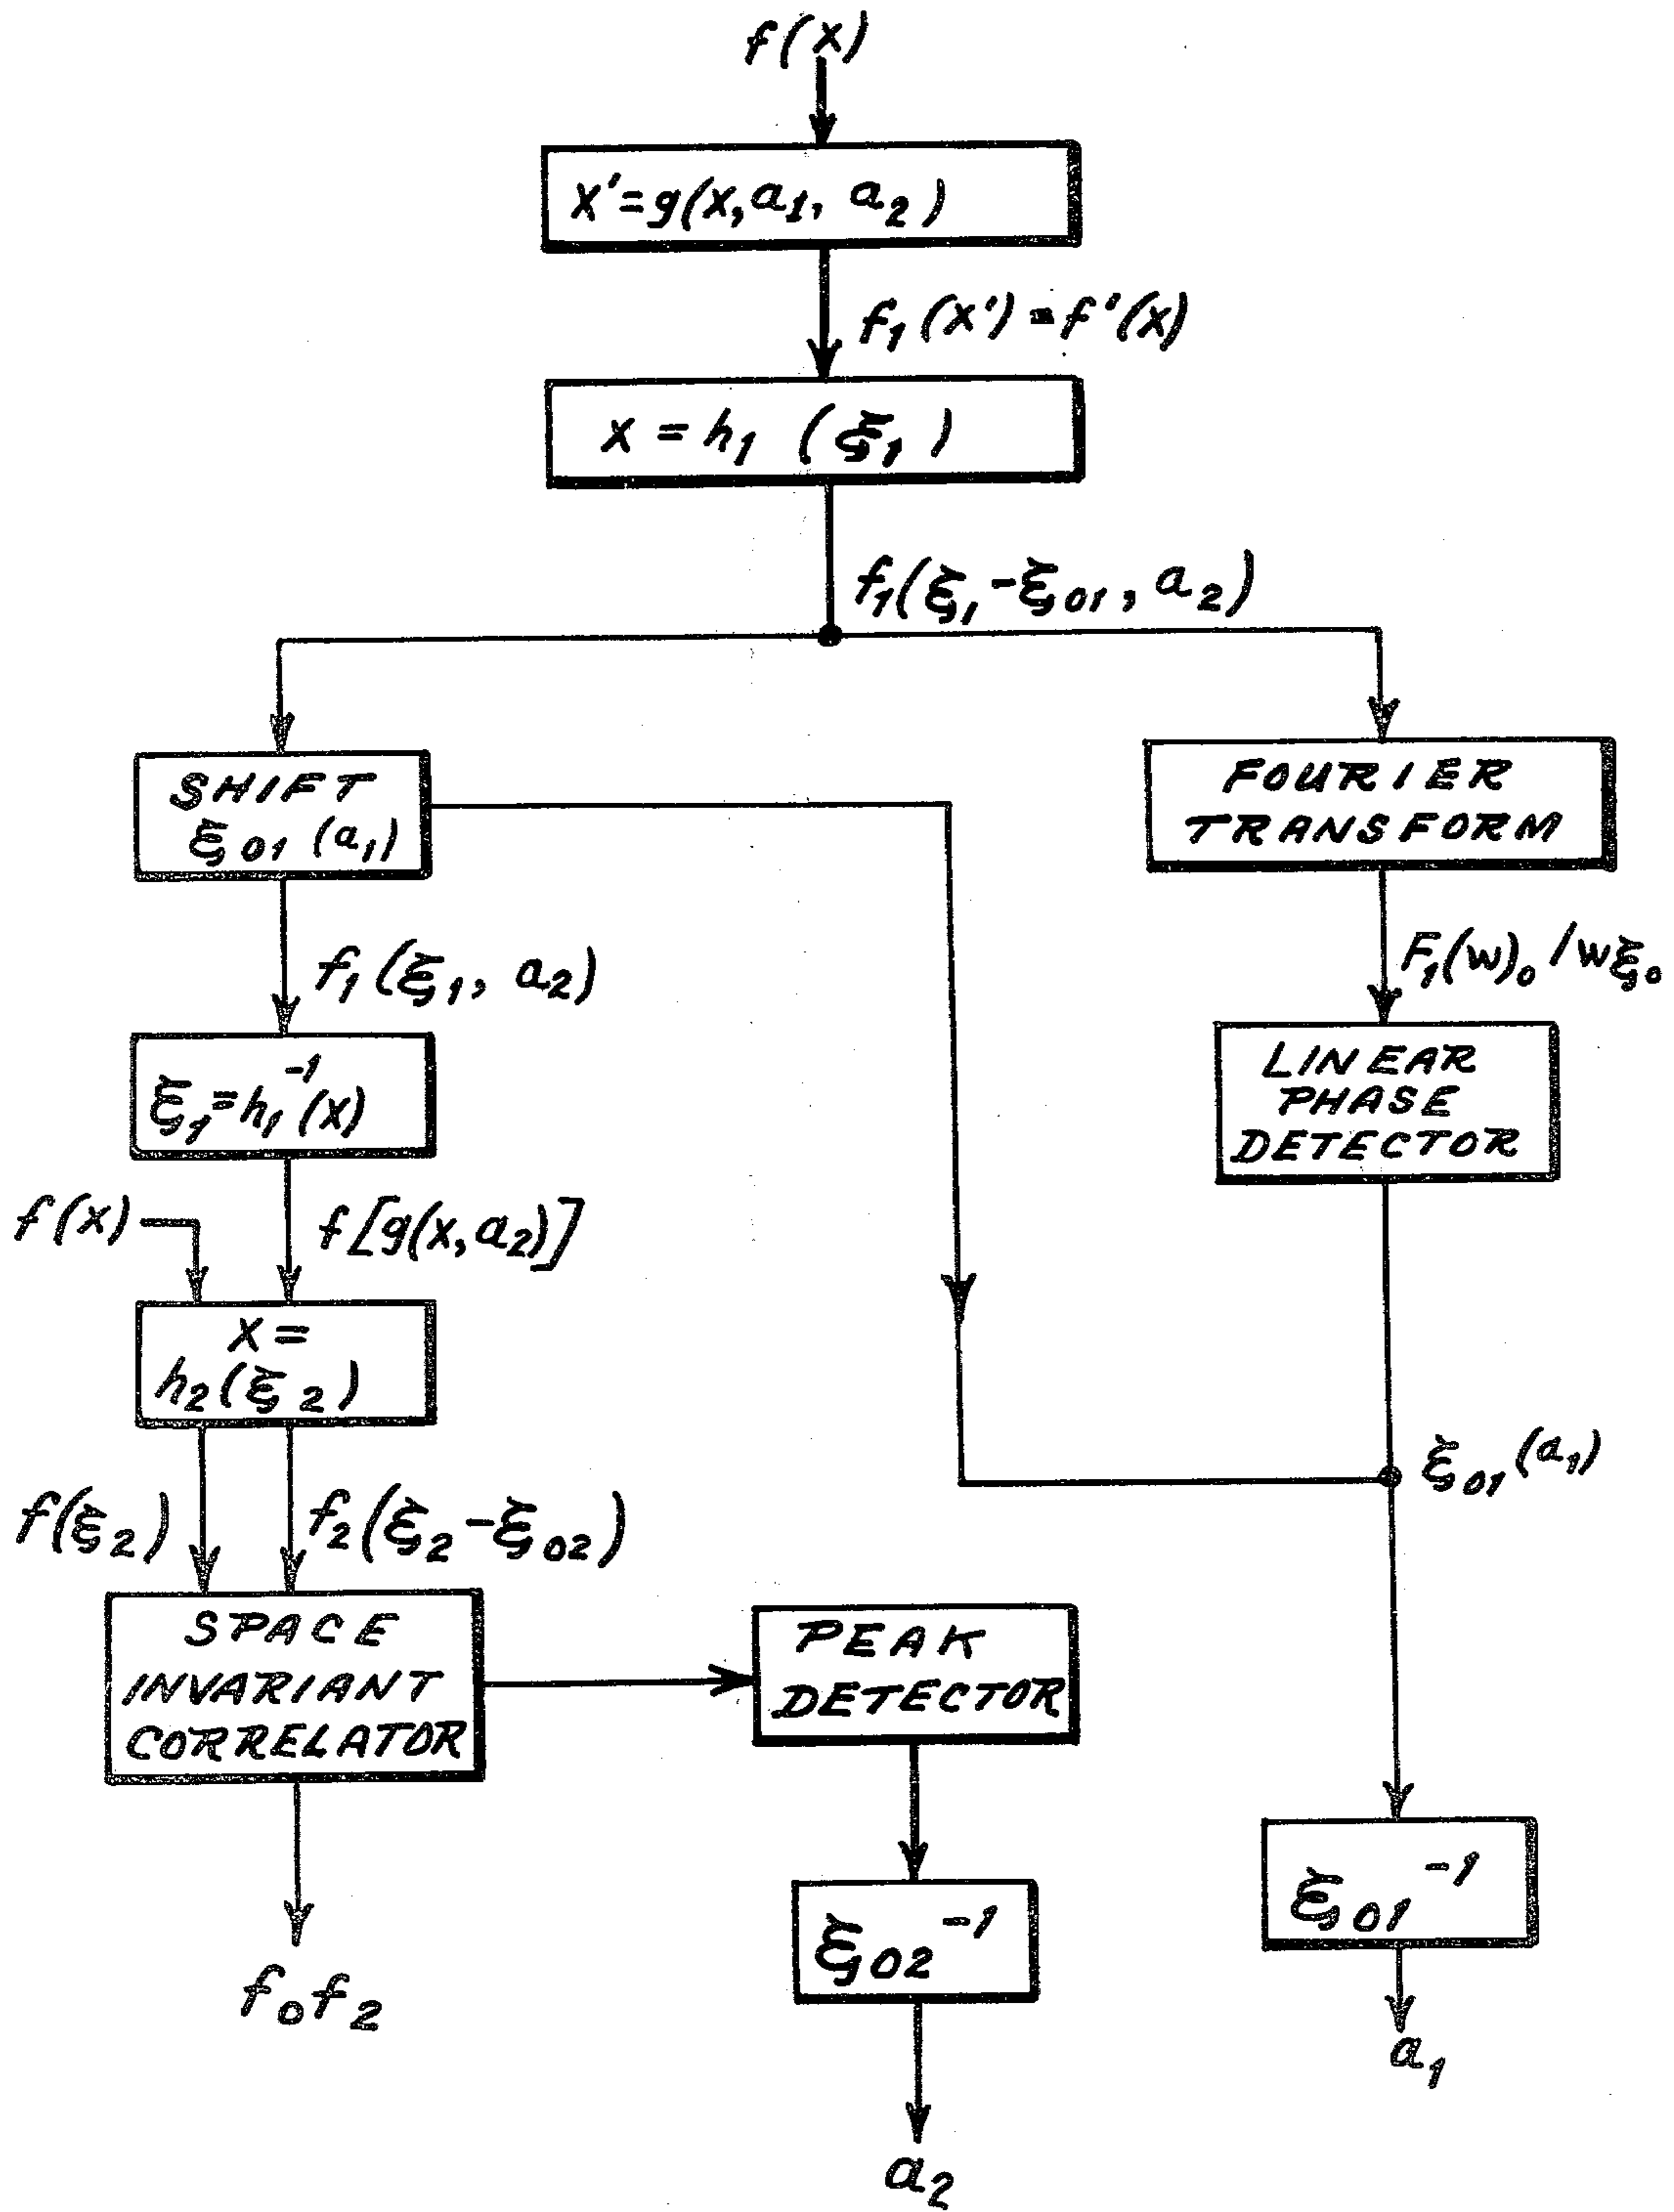 f(x)
x'=g(x,a₁, a₂)
f₁(x')=f'(x)
x = h₁ (ξ₁)
f₁(ξ₁-ξ₀₁, a₂)
SHIFT
ξ₀₁ (a₁)
FOURIER
TRANSFORM
f₁(ξ₁, a₂)
F₁(w)₀ /wξ₀
ξ₁=h₁⁻¹(x)
LINEAR
PHASE
DETECTOR
f(x)
f[g(x,a₂)]
x=
h₂(ξ₂)
ξ₀₁(a₁)
f(ξ₂)
f₂(ξ₂-ξ₀₂)
SPACE
INVARIANT
CORRELATOR
PEAK
DETECTOR
ξ₀₂⁻¹
ξ₀₁⁻¹
f₀f₂
a₂
a₁